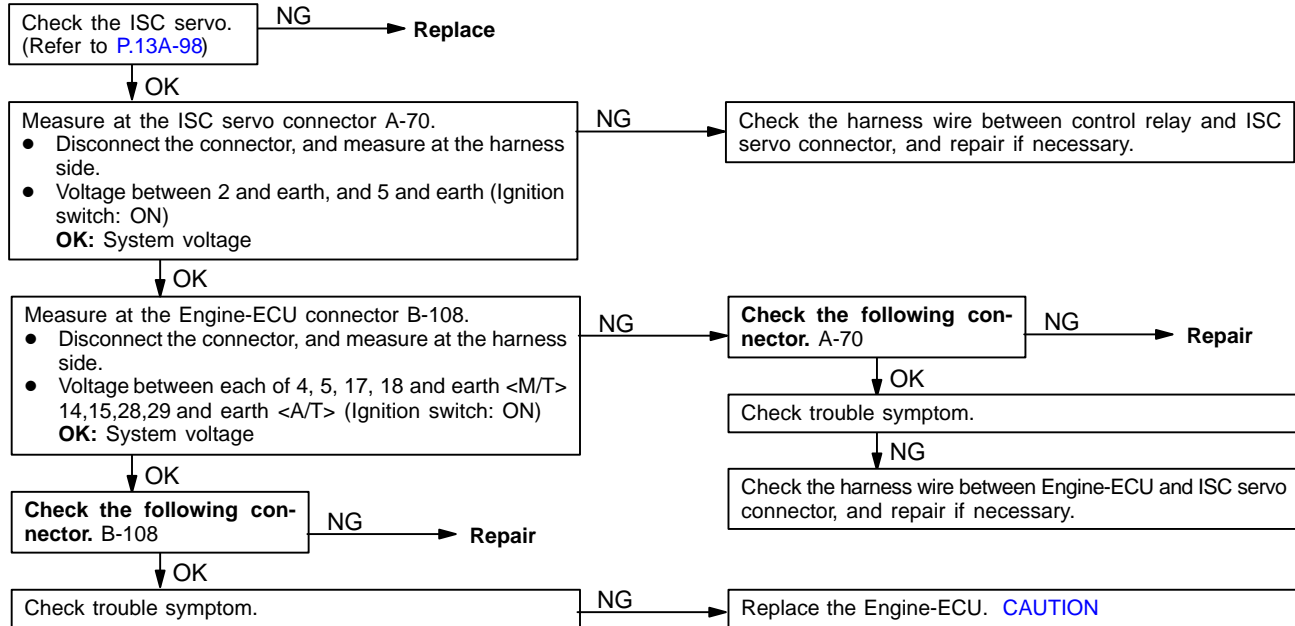 Check the ISC servo.
(Refer to P.13A-98)
NG
Replace
OK
Measure at the ISC servo connector A-70.
● Disconnect the connector, and measure at the harness
side.
● Voltage between 2 and earth, and 5 and earth (Ignition
switch: ON)
OK: System voltage
NG
Check the harness wire between control relay and ISC
servo connector, and repair if necessary.
OK
Measure at the Engine-ECU connector B-108.
● Disconnect the connector, and measure at the harness
side.
● Voltage between each of 4, 5, 17, 18 and earth <M/T>
14,15,28,29 and earth <A/T> (Ignition switch: ON)
OK: System voltage
NG
Check the following con-
nector. A-70
NG
Repair
OK
Check trouble symptom.
NG
Check the harness wire between Engine-ECU and ISC servo
connector, and repair if necessary.
OK
Check the following con-
nector. B-108
NG
Repair
OK
Check trouble symptom.
NG
Replace the Engine-ECU. CAUTION